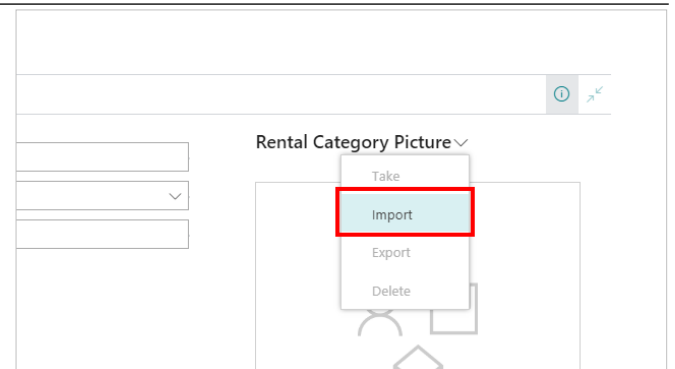 Rental Category Picture
Take
Import
Export
Delete